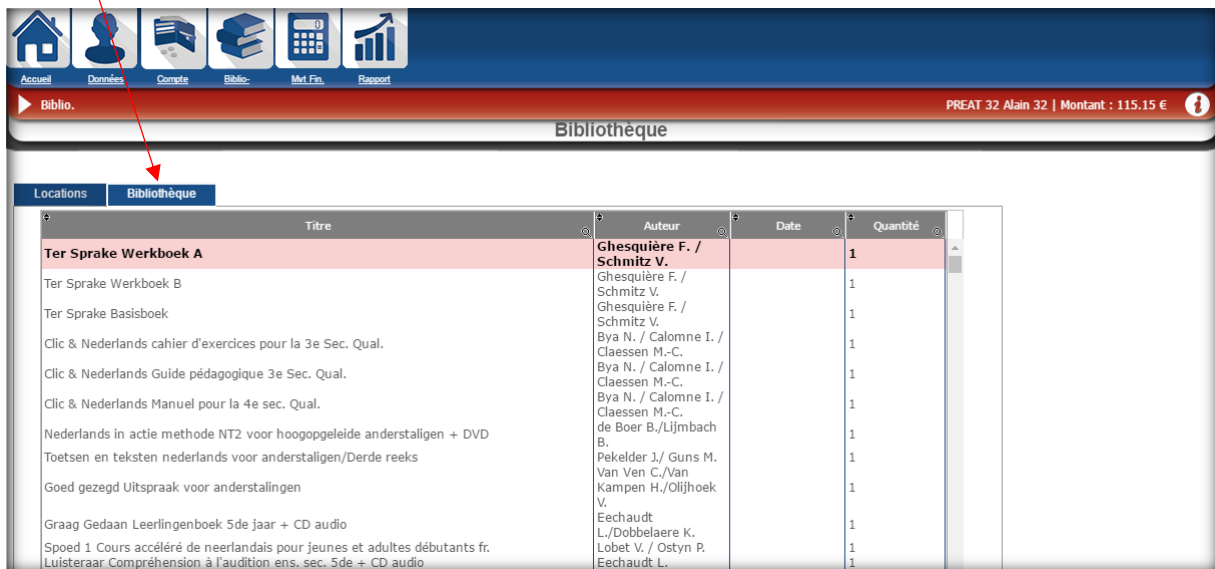 Accueil Données Compte Biblio- Mvt Fin. Rapport
Biblio. PREAT 32 Alain 32 | Montant : 115.15 €
Bibliothèque
Locations Bibliothèque
Titre Auteur Date Quantité
Ter Sprake Werkboek A Ghesquière F. / Schmitz V. 1
Ter Sprake Werkboek B Ghesquière F. / Schmitz V. 1
Ter Sprake Basisboek Ghesquière F. / Schmitz V. 1
Clic & Nederlands cahier d'exercices pour la 3e Sec. Qual. Bya N. / Calomne I. / Claessen M.-C. 1
Clic & Nederlands Guide pédagogique 3e Sec. Qual. Bya N. / Calomne I. / Claessen M.-C. 1
Clic & Nederlands Manuel pour la 4e sec. Qual. Bya N. / Calomne I. / Claessen M.-C. 1
Nederlands in actie methode NT2 voor hoogopgeleide anderstaligen + DVD de Boer B./Lijmbach B. 1
Toetsen en teksten nederlands voor anderstaligen/Derde reeks Pekelder J./ Guns M. 1
Goed gezegd Uitspraak voor anderstalingen Van Ven C./Van Kampen H./Olijhoek V. 1
Graag Gedaan Leerlingenboek 5de jaar + CD audio Eechaudt L./Dobbelaere K. 1
Spoed 1 Cours accéléré de neerlandais pour jeunes et adultes débutants fr. Lobet V. / Ostyn P. 1
Luisteraar Compréhension à l'audition ens. sec. 5de + CD audio Eechaudt L. 1